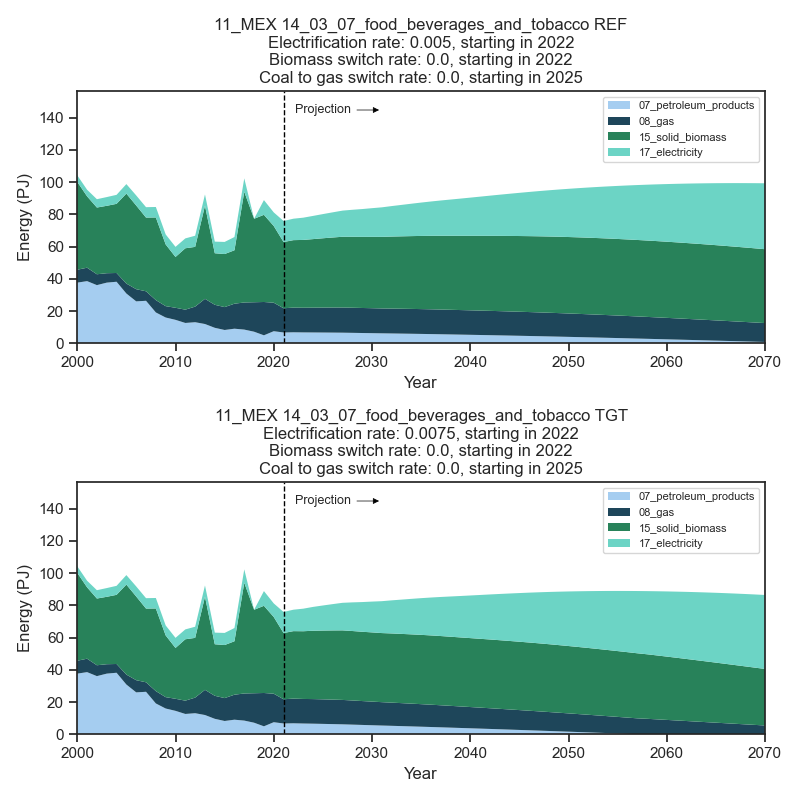 11_MEX 14_03_07_food_beverages_and_tobacco REF
Electrification rate: 0.005, starting in 2022
Biomass switch rate: 0.0, starting in 2022
Coal to gas switch rate: 0.0, starting in 2025
Projection
07_petroleum_products
08_gas
15_solid_biomass
17_electricity
140
120
100
80
60
40
20
0
Energy (PJ)
2000 2010 2020 2030 2040 2050 2060 2070
Year
11_MEX 14_03_07_food_beverages_and_tobacco TGT
Electrification rate: 0.0075, starting in 2022
Biomass switch rate: 0.0, starting in 2022
Coal to gas switch rate: 0.0, starting in 2025
Projection
07_petroleum_products
08_gas
15_solid_biomass
17_electricity
140
120
100
80
60
40
20
0
Energy (PJ)
2000 2010 2020 2030 2040 2050 2060 2070
Year